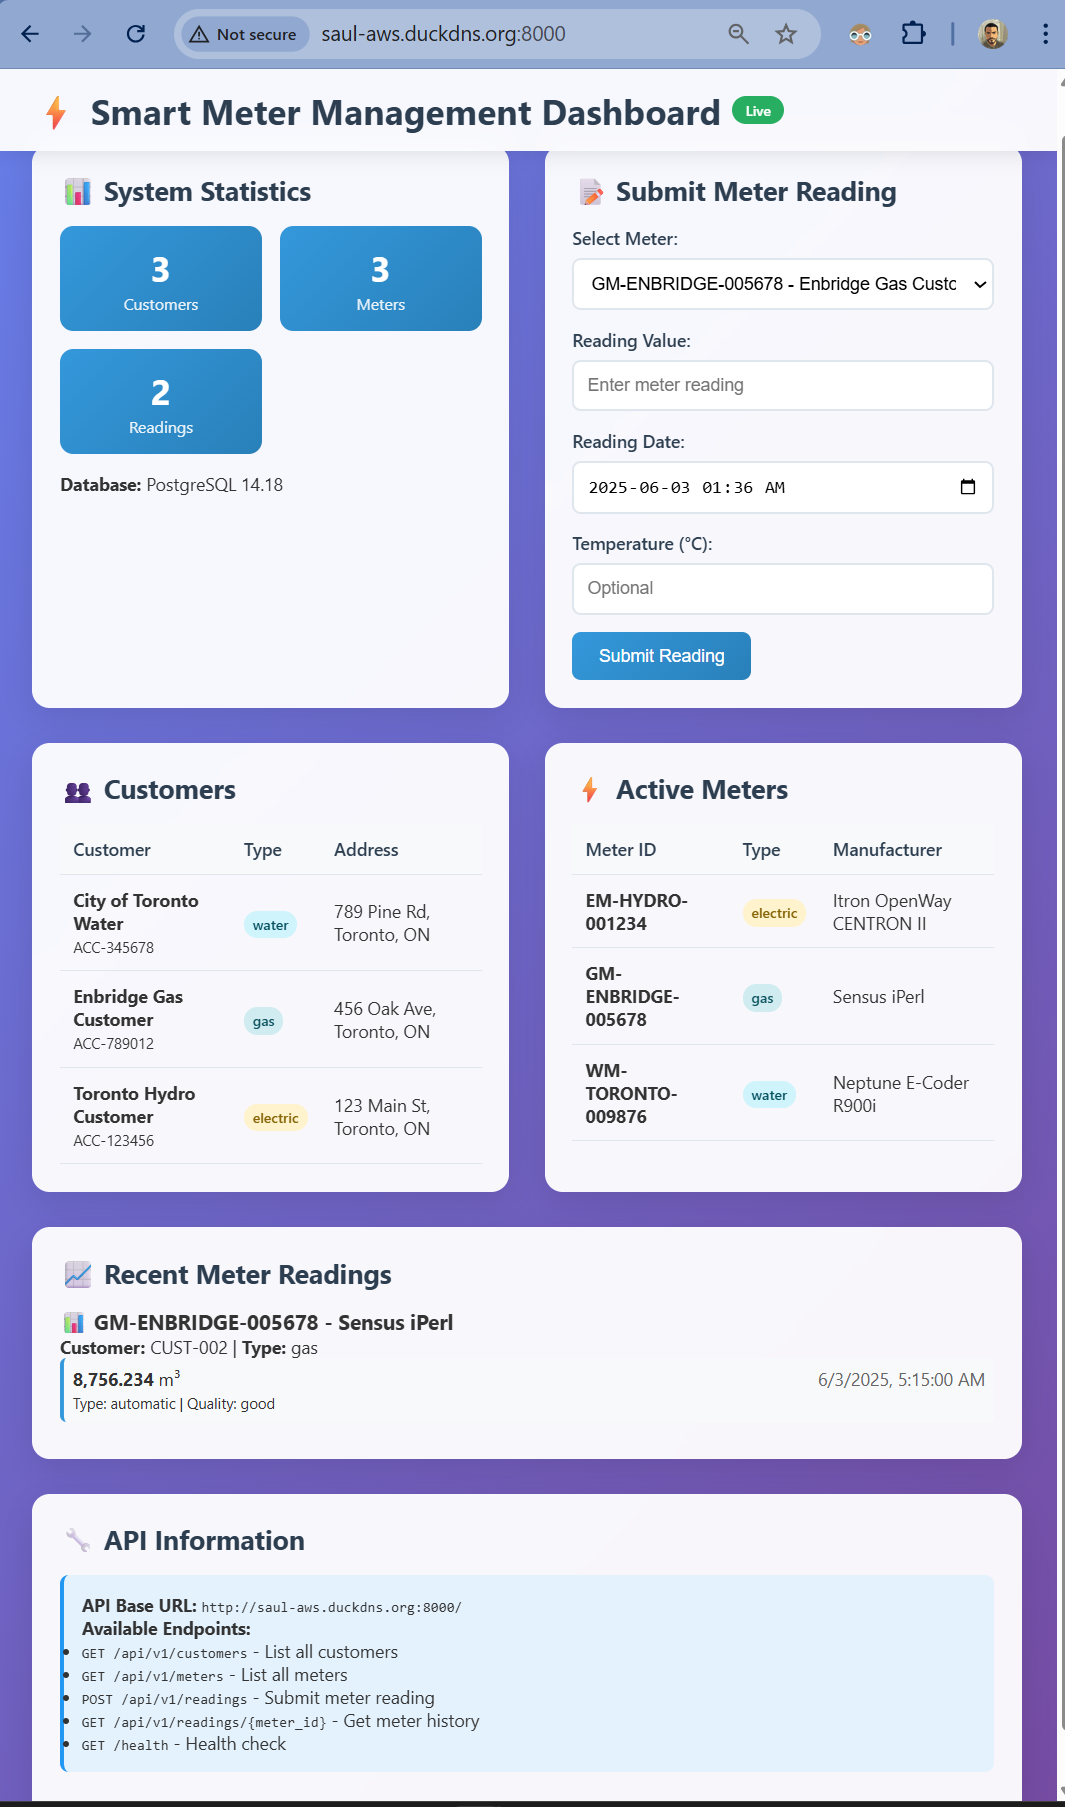 Not secure
saul-aws.duckdns.org:8000
Smart Meter Management Dashboard
Live
System Statistics
3
Customers
3
Meters
2
Readings
Database: PostgreSQL 14.18
Submit Meter Reading
Select Meter:
GM-ENBRIDGE-005678 - Enbridge Gas Custo
Reading Value:
Enter meter reading
Reading Date:
2025-06-03 01:36 AM
Temperature (°C):
Optional
Submit Reading
Customers
Customer Type Address
City of Toronto
Water
ACC-345678
water
789 Pine Rd,
Toronto, ON
Enbridge Gas
Customer
ACC-789012
gas
456 Oak Ave,
Toronto, ON
Toronto Hydro
Customer
ACC-123456
electric
123 Main St,
Toronto, ON
Active Meters
Meter ID Type Manufacturer
EM-HYDRO-
001234
electric
Itron OpenWay
CENTRON II
GM-
ENBRIDGE-
005678
gas
Sensus iPerl
WM-
TORONTO-
009876
water
Neptune E-Coder
R900i
Recent Meter Readings
GM-ENBRIDGE-005678 - Sensus iPerl
Customer: CUST-002 | Type: gas
8,756.234 m³
6/3/2025, 5:15:00 AM
Type: automatic | Quality: good
API Information
API Base URL: http://saul-aws.duckdns.org:8000/
Available Endpoints:
GET /api/v1/customers - List all customers
GET /api/v1/meters - List all meters
POST /api/v1/readings - Submit meter reading
GET /api/v1/readings/{meter_id} - Get meter history
GET /health - Health check